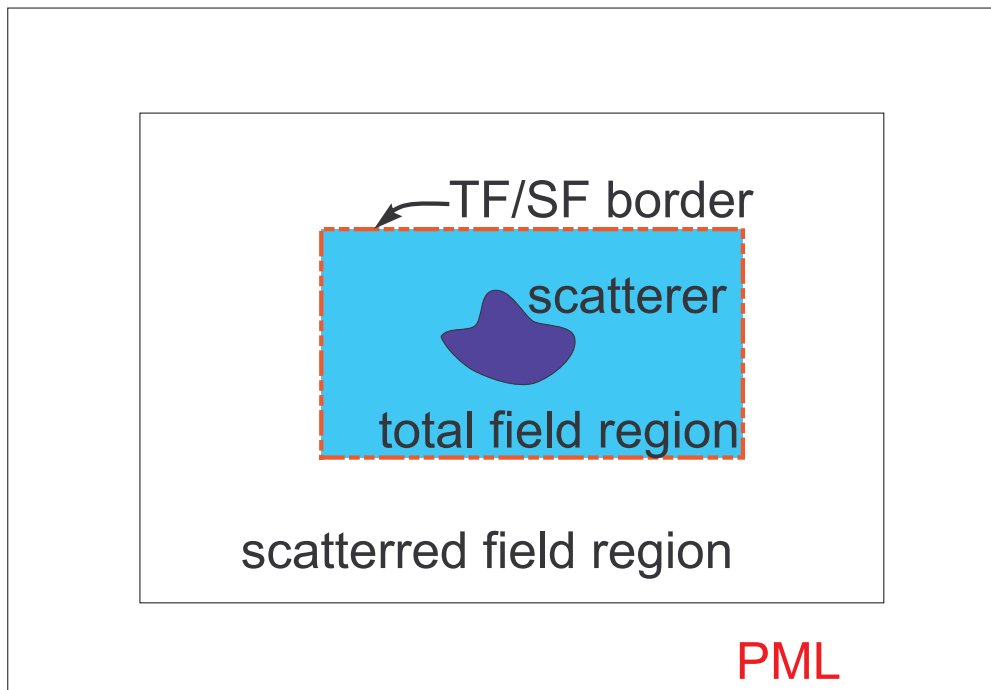 TF/SF border
scatterer
total field region
scatterred field region
PML